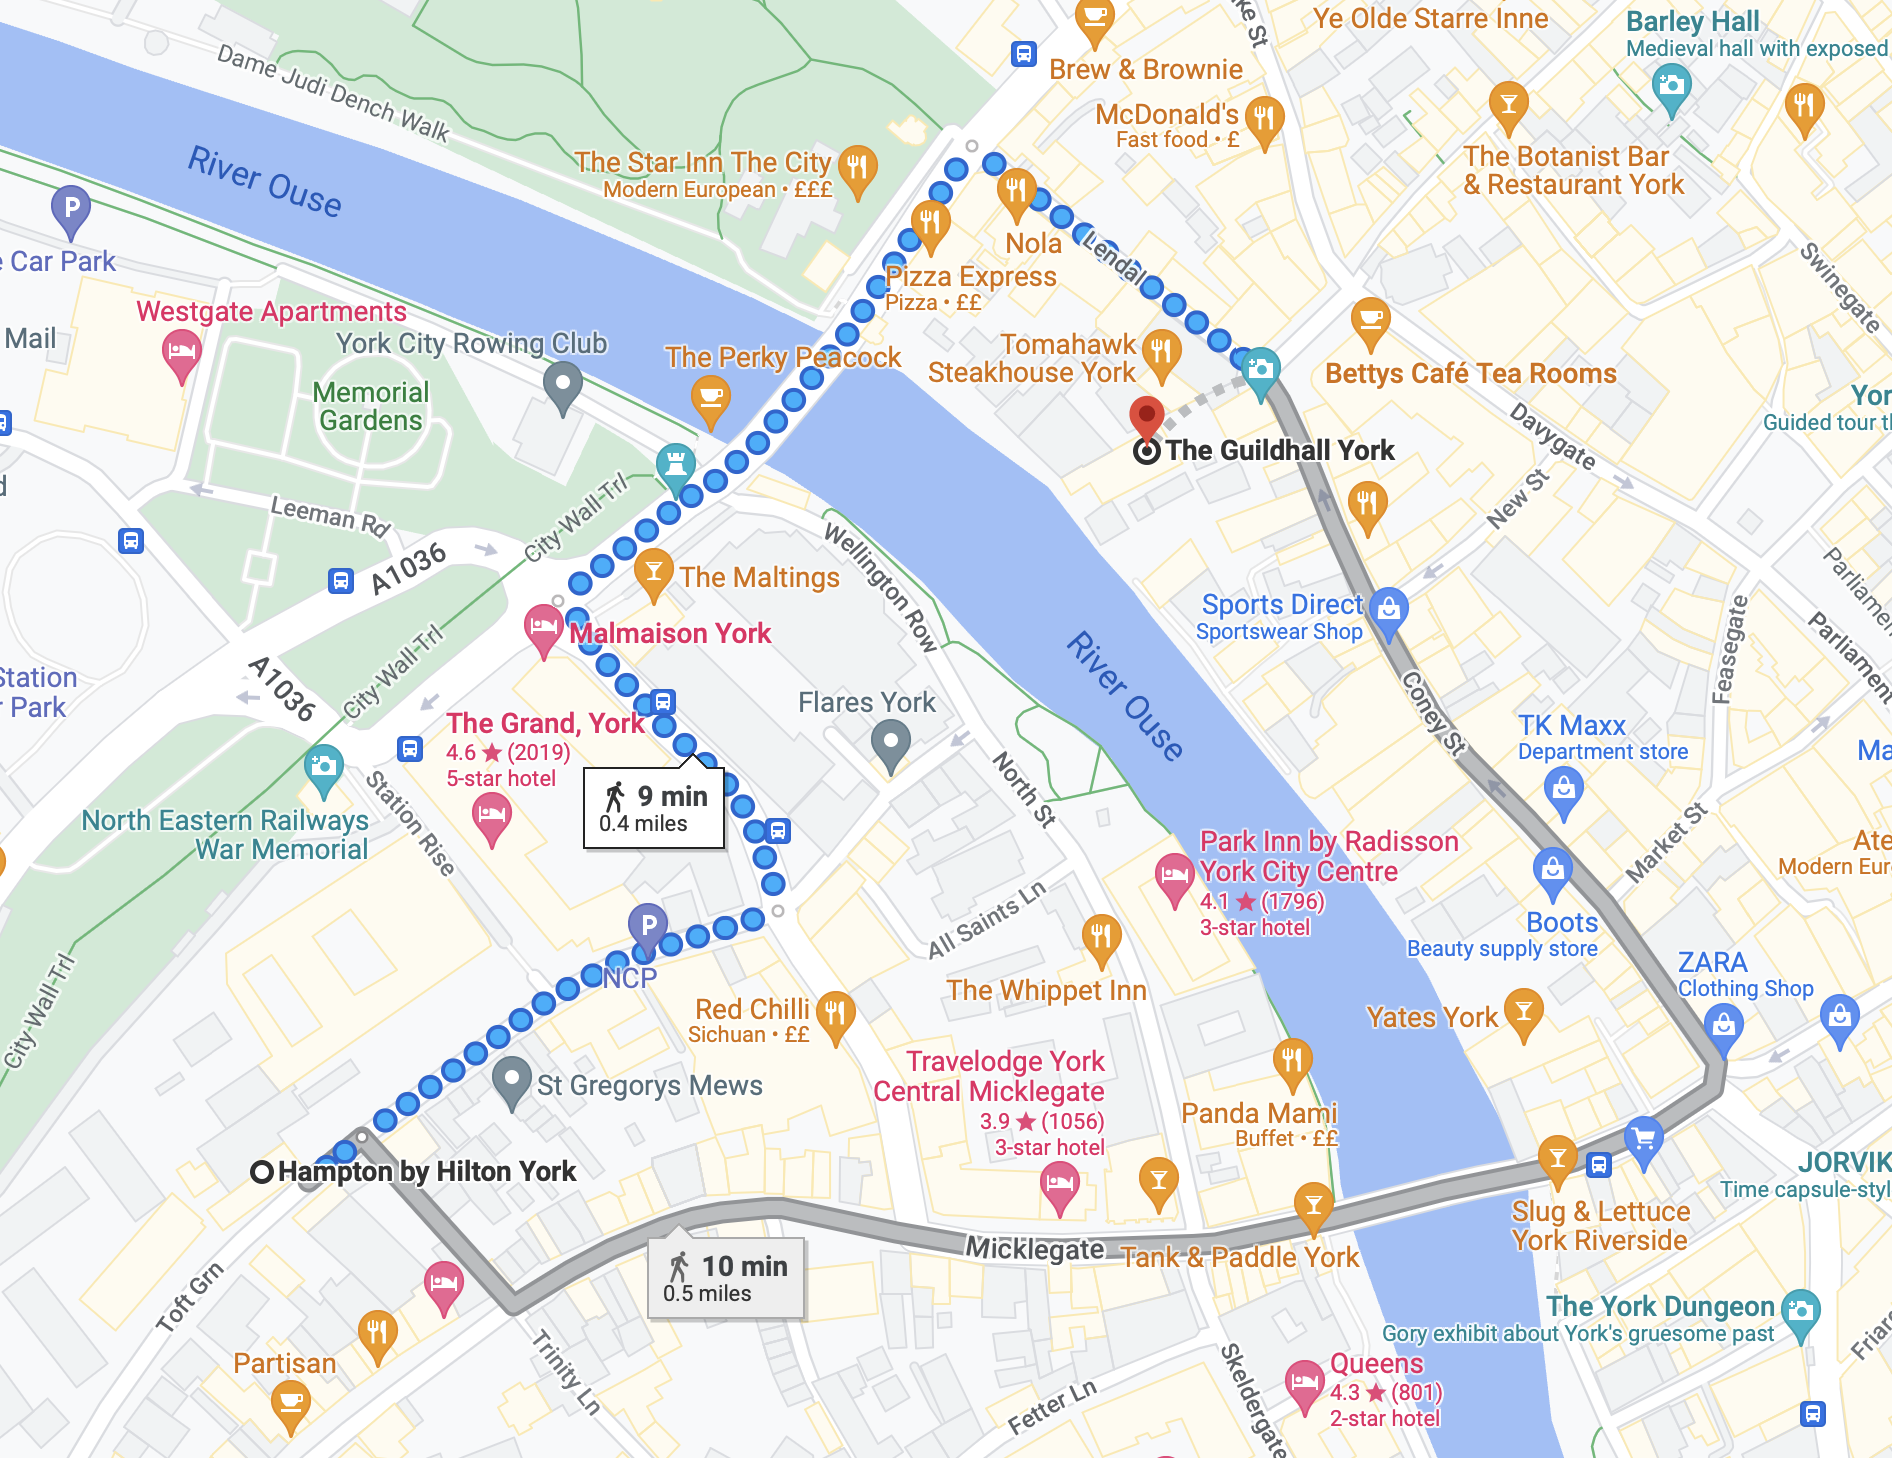 ke St
Ye Olde Starre Inne
Barley Hall
Medieval hall with exposed
Dame Judi Dench Walk
Brew & Brownie
McDonald's
Fast food • £
The Botanist Bar
& Restaurant York
River Ouse
The Star Inn The City
Modern European • £££
P
e Car Park
Nola
Lendal
Swinegate
Pizza Express
Pizza • ££
Westgate Apartments
Mail
York City Rowing Club
The Perky Peacock
Tomahawk
Steakhouse York
Bettys Café Tea Rooms
Memorial
Gardens
Yor
Guided tour th
Davygate
The Guildhall York
d
City Wall Trl
New St
Leeman Rd
A1036
Wellington Row
The Maltings
Parliamen
Sports Direct
Sportswear Shop
Feasegate
Parliament
Malmaison York
City Wall Trl
River Ouse
Station
r Park
A1036
Coney St
Flares York
The Grand, York
4.6 ★ (2019)
5-star hotel
TK Maxx
Department store
Ma
North St
Station Rise
9 min
0.4 miles
North Eastern Railways
War Memorial
Park Inn by Radisson
York City Centre
4.1 ★ (1796)
3-star hotel
Market St
Ate
Modern Eur
All Saints Ln
P
NCP
Boots
Beauty supply store
City Wall Trl
The Whippet Inn
ZARA
Clothing Shop
Red Chilli
Sichuan • ££
Yates York
St Gregorys Mews
Travelodge York
Central Micklegate
3.9 ★ (1056)
3-star hotel
Panda Mami
Buffet • ££
Hampton by Hilton York
JORVIK
Time capsule-styl
Slug & Lettuce
York Riverside
Micklegate
Tank & Paddle York
10 min
0.5 miles
Toft Grn
The York Dungeon
Gory exhibit about York's gruesome past
Friarg
Partisan
Trinity Ln
Skeldergate
Queens
4.3 ★ (801)
2-star hotel
Fetter Ln